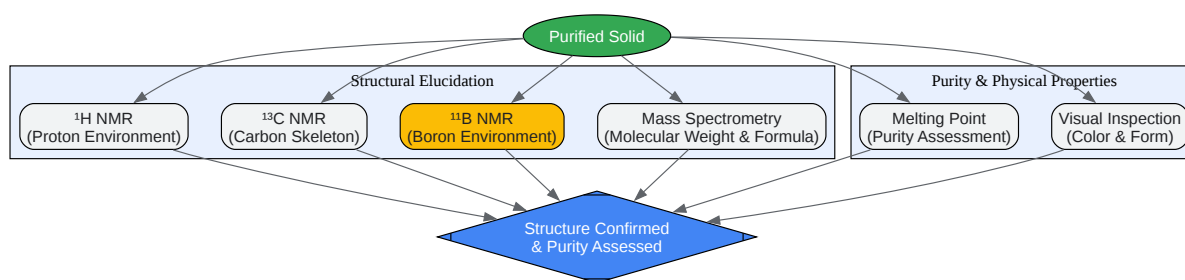 Purified Solid
Structural Elucidation
Purity & Physical Properties
¹H NMR
(Proton Environment)
¹³C NMR
(Carbon Skeleton)
¹¹B NMR
(Boron Environment)
Mass Spectrometry
(Molecular Weight & Formula)
Melting Point
(Purity Assessment)
Visual Inspection
(Color & Form)
Structure Confirmed
& Purity Assessed